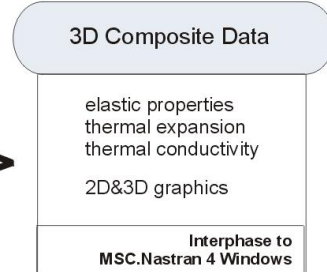 3D Composite Data
elastic properties
thermal expansion
thermal conductivity
2D&3D graphics
Interphase to
MSC.Nastran 4 Windows